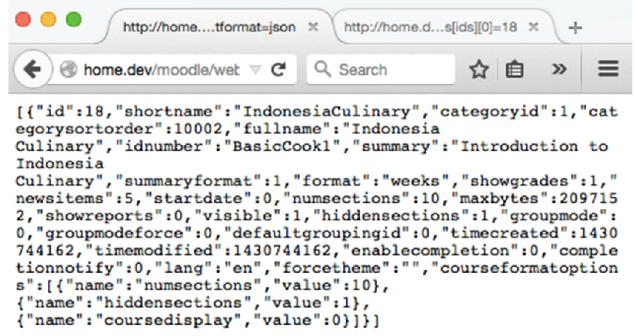 http://home....tformat=json
http://home.d...s[ids][0]=18
home.dev/moodle/wet
Search
[{"id":18,"shortname":"IndonesiaCulinary","categoryid":1,"cat
egorysortorder":10002,"fullname":"Indonesia
Culinary","idnumber":"BasicCook1","summary":"Introduction to
Indonesia
Culinary","summaryformat":1,"format":"weeks","showgrades":1,"
newsitems":5,"startdate":0,"numsections":10,"maxbytes":209715
2,"showreports":0,"visible":1,"hiddensections":1,"groupmode":
0,"groupmodeforce":0,"defaultgroupingid":0,"timecreated":1430
744162,"timemodified":1430744162,"enablecompletion":0,"comple
tionnotify":0,"lang":"en","forcetheme":"","courseformatoption
s":[{"name":"numsections","value":10},
{"name":"hiddensections","value":1},
{"name":"coursedisplay","value":0}]}]